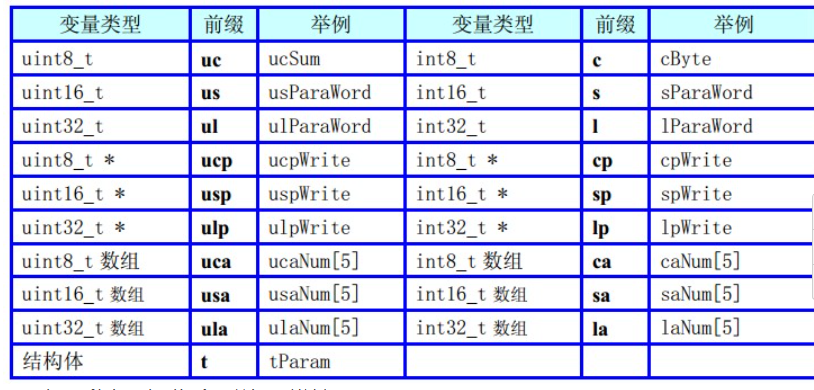 变量类型 前缀 举例 变量类型 前缀 举例
uint8_t uc ucSum int8_t c cByte
uint16_t us usParaWord int16_t s sParaWord
uint32_t ul ulParaWord int32_t l lParaWord
uint8_t * ucp ucpWrite int8_t * cp cpWrite
uint16_t * usp uspWrite int16_t * sp spWrite
uint32_t * ulp ulpWrite int32_t * lp lpWrite
uint8_t 数组 uca ucaNum[5] int8_t 数组 ca caNum[5]
uint16_t 数组 usa usaNum[5] int16_t 数组 sa saNum[5]
uint32_t 数组 ula ulaNum[5] int32_t 数组 la laNum[5]
结构体 t tParam